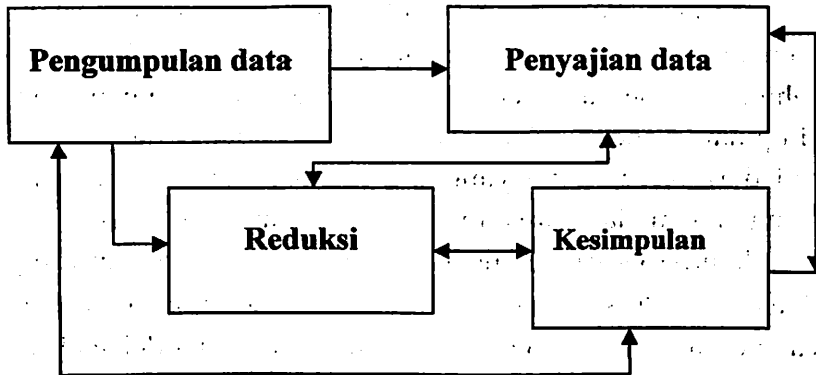 Pengumpulan data
Penyajian data
Reduksi
Kesimpulan